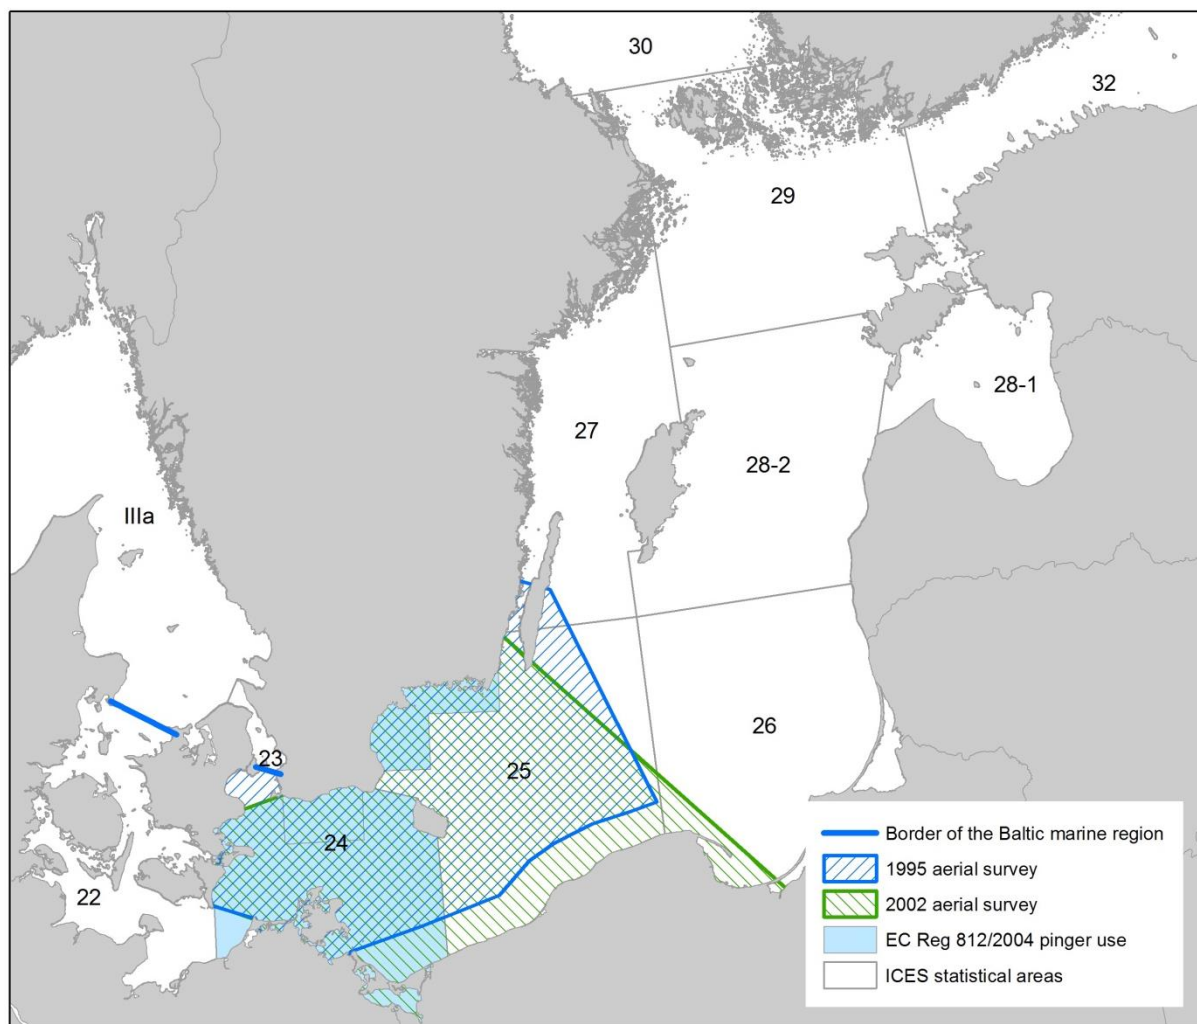 30
32
29
28-1
27
28-2
IIIa
26
23
25
24
22
Border of the Baltic marine region
1995 aerial survey
2002 aerial survey
EC Reg 812/2004 pinger use
ICES statistical areas